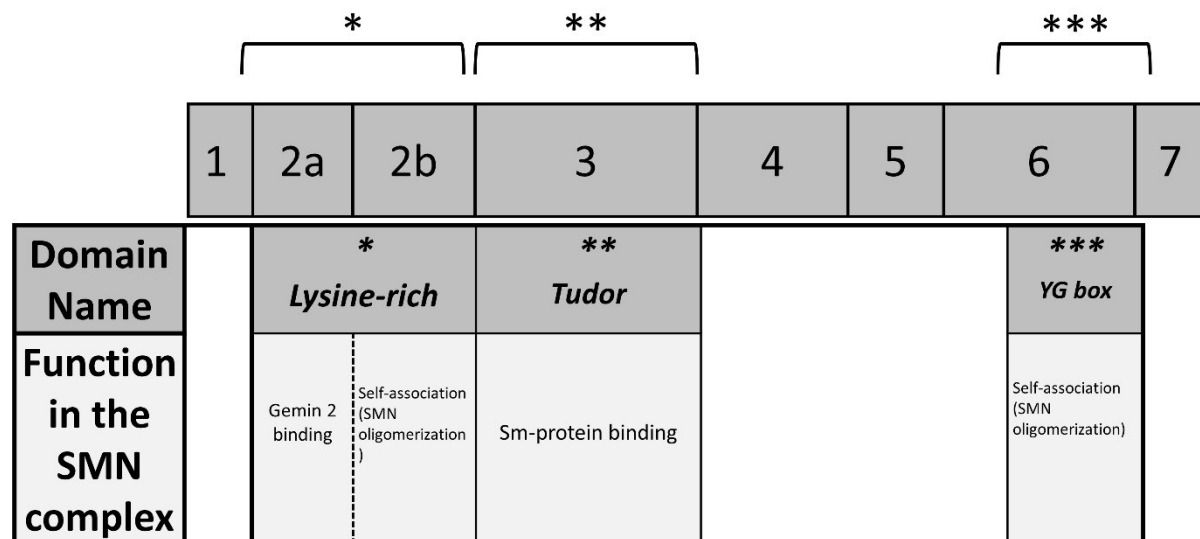 * ** ***
1 2a 2b 3 4 5 6 7
Domain
Name
*
Lysine-rich
**
Tudor
***
YG box
Function
in the
SMN
complex
Gemin 2
binding
Self-association
(SMN
oligomerization
)
Sm-protein binding
Self-association
(SMN
oligomerization)